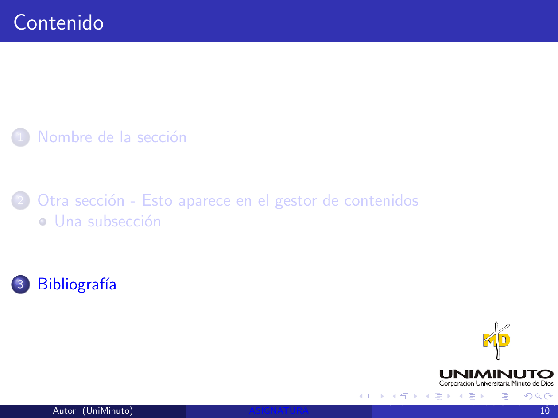 Contenido
1 Nombre de la sección
2 Otra sección - Esto aparece en el gestor de contenidos
Una subsección
3 Bibliografía
MD
UNIMINUTO
Corporación Universitaria Minuto de Dios
Autor (UniMinuto)
ASIGNATURA
10